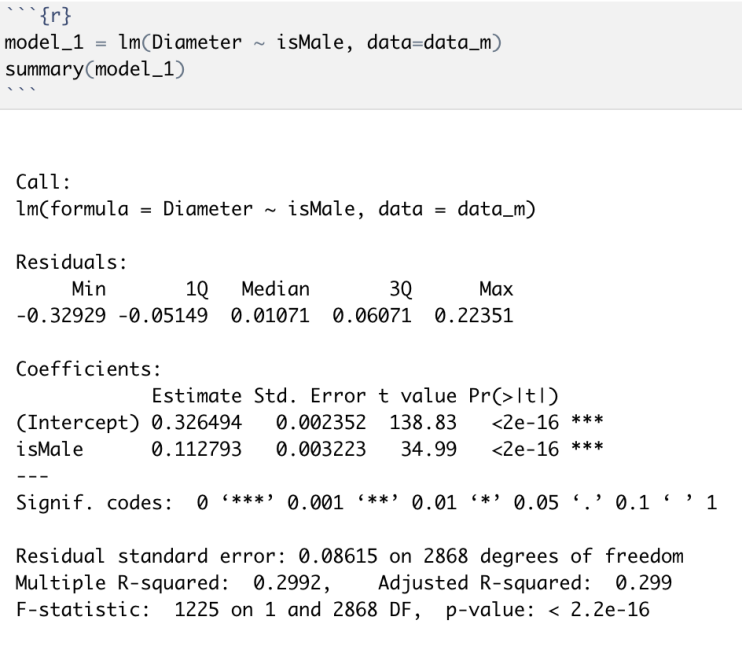 ```{r}
model_1 = lm(Diameter ~ isMale, data=data_m)
summary(model_1)
```
Call:
lm(formula = Diameter ~ isMale, data = data_m)
Residuals:
     Min       1Q   Median       3Q      Max
-0.32929 -0.05149  0.01071  0.06071  0.22351
Coefficients:
            Estimate Std. Error t value Pr(>|t|)
(Intercept) 0.326494   0.002352  138.83   <2e-16 ***
isMale      0.112793   0.003223   34.99   <2e-16 ***
---
Signif. codes:  0 ‘***’ 0.001 ‘**’ 0.01 ‘*’ 0.05 ‘.’ 0.1 ‘ ’ 1
Residual standard error: 0.08615 on 2868 degrees of freedom
Multiple R-squared:  0.2992,    Adjusted R-squared:  0.299
F-statistic:  1225 on 1 and 2868 DF,  p-value: < 2.2e-16